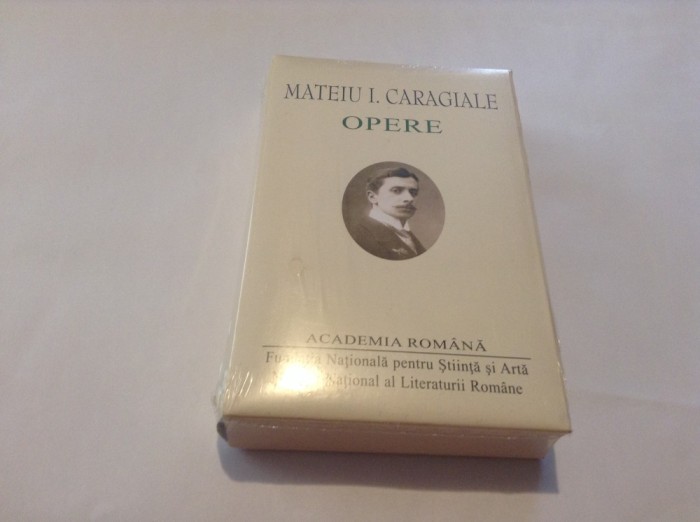 MATEIU I. CARAGIALE
OPERE
ACADEMIA ROMÂNĂ
Națională pentru Știință și Artă
Național al Literaturii Române